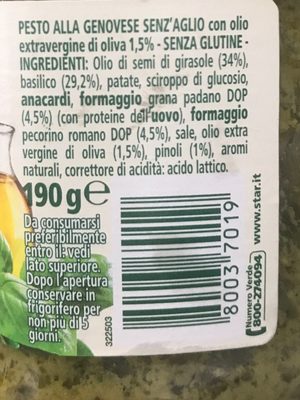 PESTO ALLA GENOVESE SENZ'AGLIO con olio
extravergine di oliva 1,5% - SENZA GLUTINE -
INGREDIENTI: Olio di semi di girasole (34%),
basilico (29,2%), patate, sciroppo di glucosio,
anacardi, formaggio grana padano DOP
(4,5%) (con proteine dell'uovo), formaggio
pecorino romano DOP (4,5%), sale, olio extra
vergine di oliva (1,5%), pinoli (1%), aromi
naturali, correttore di acidità: acido lattico.
190 g e
Da consumarsi
preferibilmente
entro il: vedi
lato superiore.
Dopo l'apertura
conservare in
frigorifero per
non più di 5
giorni.
322503
8003 7019
Numero Verde
800-274094
www.star.it